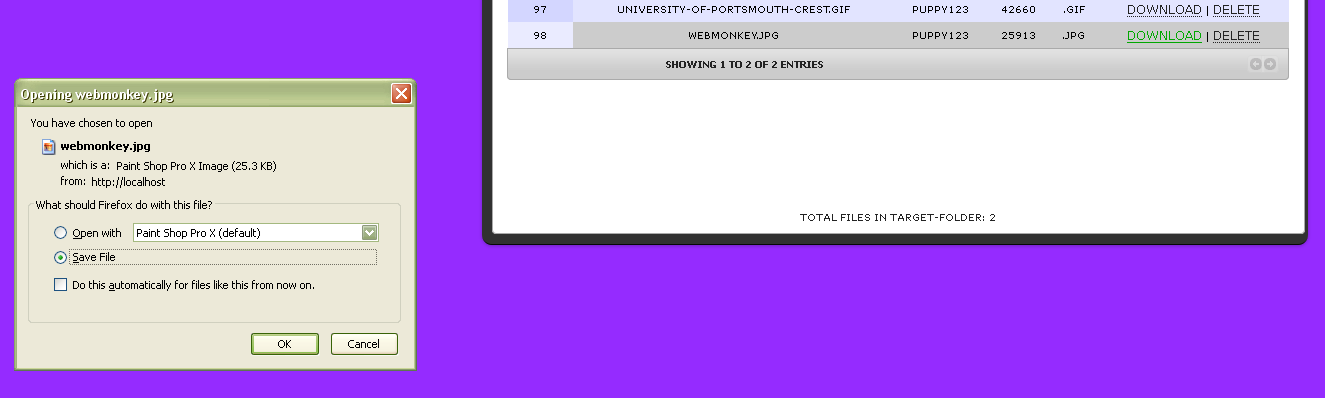 97 UNIVERSITY-OF-PORTSMOUTH-CREST.GIF PUPPY123 42660 .GIF DOWNLOAD | DELETE
98 WEBMONKEY.JPG PUPPY123 25913 .JPG DOWNLOAD | DELETE
SHOWING 1 TO 2 OF 2 ENTRIES
TOTAL FILES IN TARGET-FOLDER: 2
Opening webmonkey.jpg
You have chosen to open
webmonkey.jpg
which is a: Paint Shop Pro X Image (25.3 KB)
from: http://localhost
What should Firefox do with this file?
Open with Paint Shop Pro X (default)
Save File
Do this automatically for files like this from now on.
OK Cancel